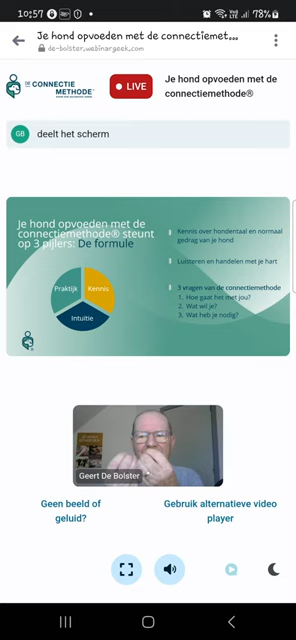 10:57
78%
Je hond opvoeden met de connectiemet...
de-bolster.webinargeek.com
DE CONNECTIE
METHODE
LIVE
Je hond opvoeden met de
connectiemethode®
GB
deelt het scherm
Je hond opvoeden met de
connectiemethode® steunt
op 3 pijlers: De formule
Praktijk
Kennis
Intuïtie
Kennis over hondentaal en normaal
gedrag van je hond
Luisteren en handelen met je hart
3 vragen van de connectiemethode
1. Hoe gaat het met jou?
2. Wat wil je?
3. Wat heb je nodig?
Geert De Bolster
Geen beeld of
geluid?
Gebruik alternatieve video
player